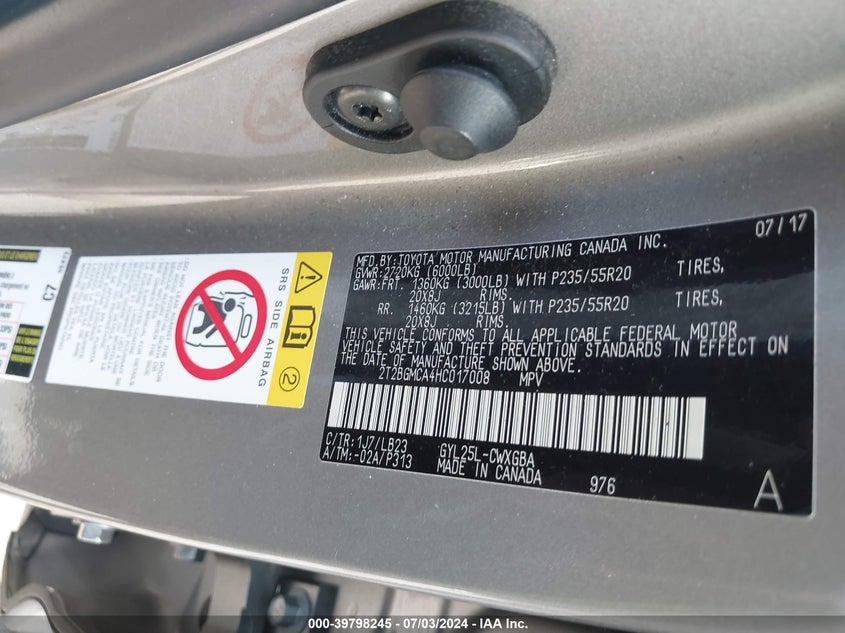 07/17
MFD.BY:TOYOTA MOTOR MANUFACTURING CANADA INC.
GVWR:2720KG (6000LB)
GAWR:FRT. 1360KG (3000LB) WITH P235/55R20 TIRES,
20X8J RIMS.
RR. 1460KG (3215LB) WITH P235/55R20 TIRES,
20X8J RIMS.
THIS VEHICLE CONFORMS TO ALL APPLICABLE FEDERAL MOTOR
VEHICLE SAFETY AND THEFT PREVENTION STANDARDS IN EFFECT ON
THE DATE OF MANUFACTURE SHOWN ABOVE.
2T2BGMCA4HC017008 MPV
C/TR:1J7/LB23 GYL25L-CWXGBA
A/TM:-02A/P313 MADE IN CANADA
976
A
SRS SIDE AIRBAG
2
000-39798245 - 07/03/2024 - IAA Inc.